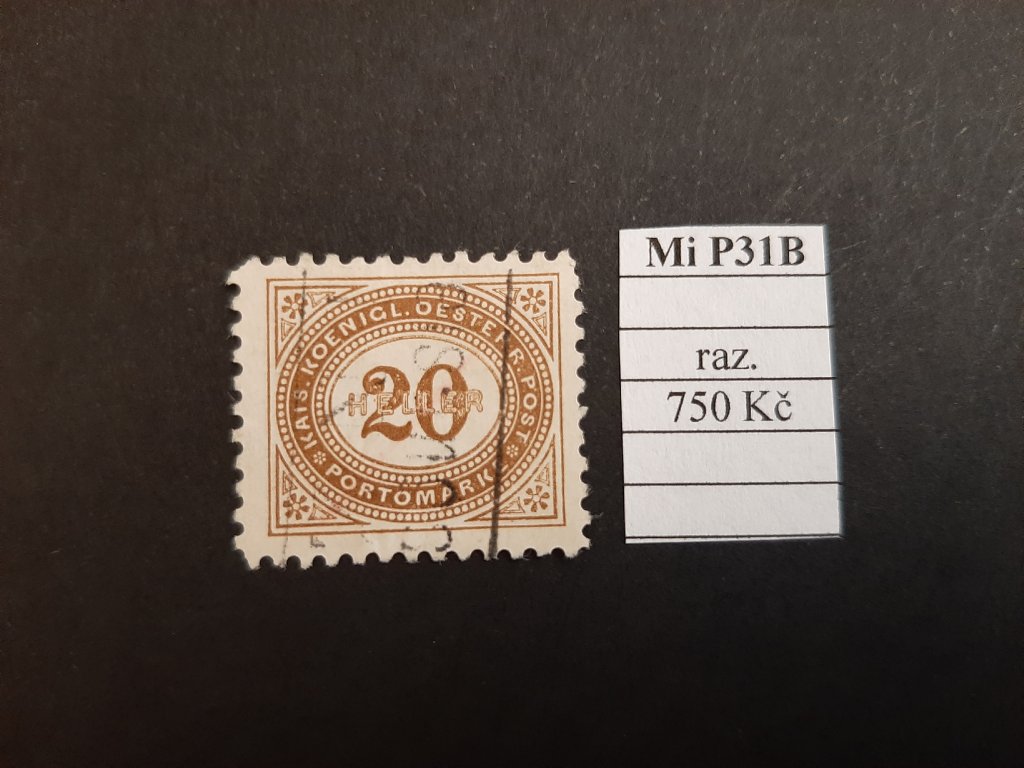 KAIS. KOENIGL. OESTERR. POST
20
HELLER
PORTOMARKE
Mi P31B
raz.
750 Kč